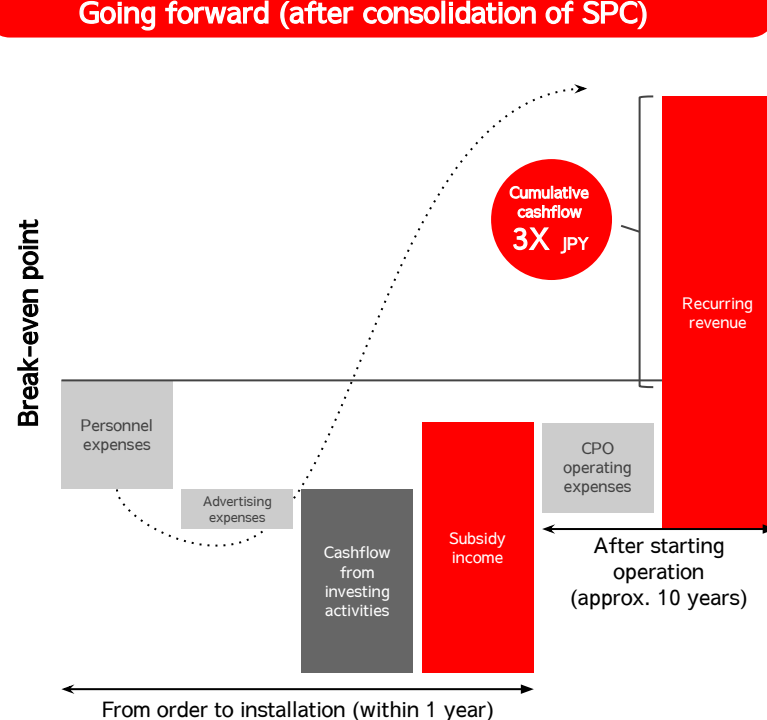 Going forward (after consolidation of SPC)
Break-even point
Cumulative
cashflow
3X JPY
Recurring
revenue
Personnel
expenses
Advertising
expenses
Cashflow
from
investing
activities
Subsidy
income
CPO
operating
expenses
After starting
operation
(approx. 10 years)
From order to installation (within 1 year)